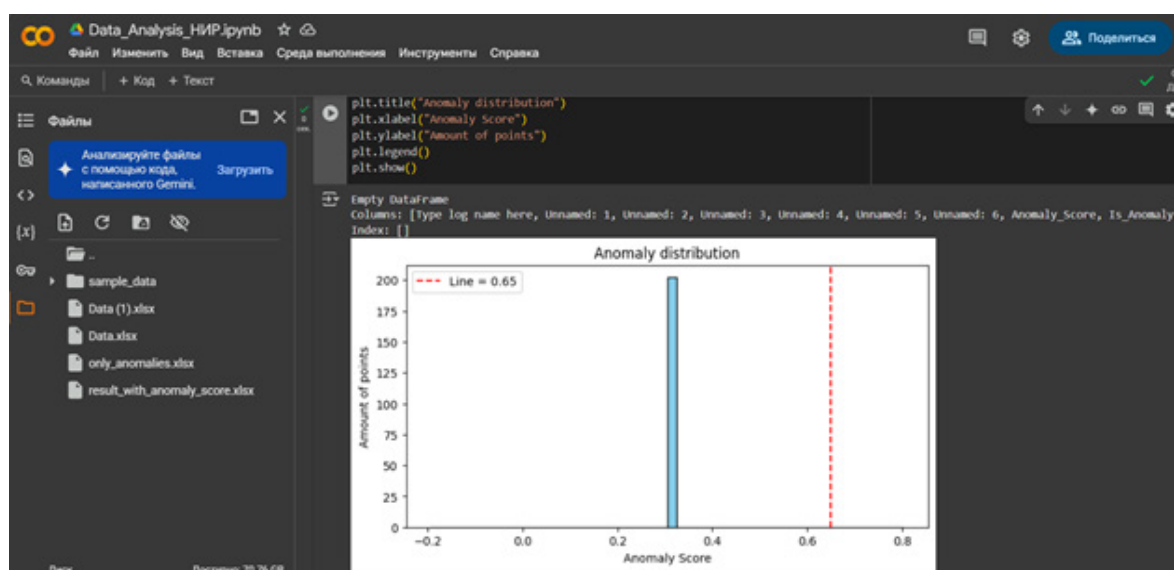 Data_Analysis_НИР.ipynb
Файл Изменить Вид Вставка Среда выполнения Инструменты Справка
Поделиться
Команды + Код + Текст
Файлы
Анализируйте файлы
с помощью кода,
написанного Gemini.
Загрузить
..
sample_data
Data (1).xlsx
Data.xlsx
only_anomalies.xlsx
result_with_anomaly_score.xlsx
plt.title("Anomaly distribution")
plt.xlabel("Anomaly Score")
plt.ylabel("Amount of points")
plt.legend()
plt.show()
Empty DataFrame
Columns: [Type log name here, Unnamed: 1, Unnamed: 2, Unnamed: 3, Unnamed: 4, Unnamed: 5, Unnamed: 6, Anomaly_Score, Is_Anomaly
Index: []
Anomaly distribution
Line = 0.65
200
175
150
125
100
75
50
25
0
Amount of points
−0.2 0.0 0.2 0.4 0.6 0.8
Anomaly Score